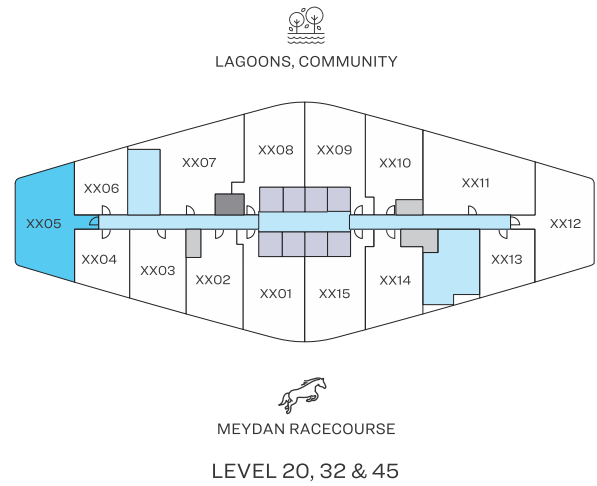 LAGOONS, COMMUNITY
XX08
XX09
XX07
XX10
XX06
XX11
XX05
XX12
XX04
XX03
XX02
XX01
XX15
XX14
XX13
MEYDAN RACECOURSE
LEVEL 20, 32 & 45